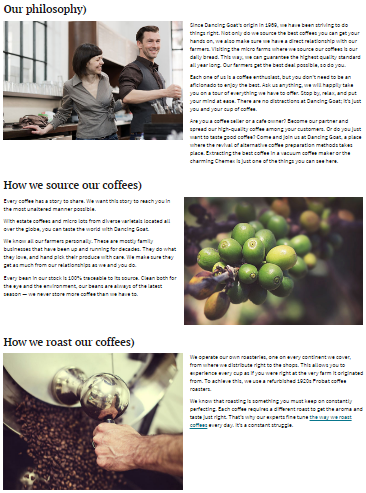 Our philosophy)
Since Dancing Goat's origin in 1969, we have been striving to do
things right. Not only do we source the best coffees you can get your
hands on, we also make sure we have a direct relationship with our
farmers. Visiting the micro farms where we source our coffees is our
daily bread. This way, we can guarantee the highest quality standard
all year long. Our farmers get the best deal possible, so do you.
Each one of us is a coffee enthusiast, but you don't need to be an
aficionado to enjoy the best. Ask us anything, we will happily take
you on a tour of everything we have to offer. Stop by, relax, and put
your mind at ease. There are no distractions at Dancing Goat; it's just
you and your cup of coffee.
Are you a coffee seller or a cafe owner? Become our partner and
spread our high-quality coffee among your customers. Or do you just
want to taste good coffee? Come and join us at Dancing Goat, a place
where the revival of alternative coffee preparation methods takes
place. Extracting the best coffee in a vacuum coffee maker or the
charming Chemex is just one of the things you can see here.
How we source our coffees)
Every coffee has a story to share. We want this story to reach you in
the most unaltered manner possible.
With estate coffees and micro lots from diverse varietals located all
over the globe, you can taste the world with Dancing Goat.
We know all our farmers personally. These are mostly family
businesses that have been up and running for decades. They do what
they love, and hand pick their produce with care. We make sure they
get as much from our relationships as we and you do.
Every bean in our stock is 100% traceable to its source. Clean both for
the eye and the environment, our beans are always of the latest
season — we never store more coffee than we have to.
How we roast our coffees)
We operate our own roasteries, one on every continent we cover,
from where we distribute right to the shops. This allows you to
experience every cup as if you were right at the very farm it originated
from. To achieve this, we use a refurbished 1920s Probat coffee
roasters.
We know that roasting is something you must keep on constantly
perfecting. Each coffee requires a different roast to get the aroma and
taste just right. That's why our experts fine tune the way we roast
coffees every day. It's a constant struggle.